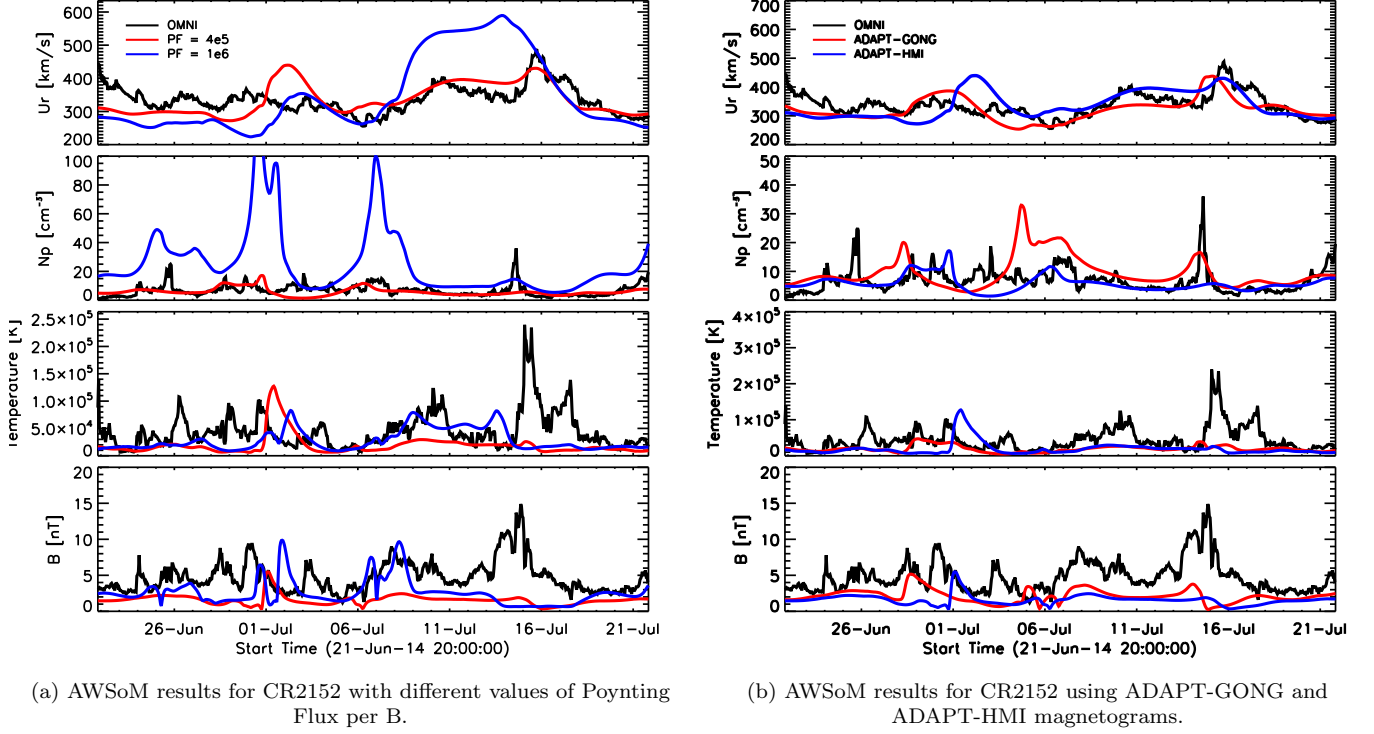 OMNI
PF = 4e5
PF = 1e6
Ur [km/s]
600
500
400
300
200
Np [cm⁻³]
100
80
60
40
20
0
Temperature [K]
2.5×10⁵
2.0×10⁵
1.5×10⁵
1.0×10⁵
5.0×10⁴
0
B [nT]
20
15
10
5
0
26-Jun 01-Jul 06-Jul 11-Jul 16-Jul 21-Jul
Start Time (21-Jun-14 20:00:00)
(a) AWSoM results for CR2152 with different values of Poynting
Flux per B.
OMNI
ADAPT-GONG
ADAPT-HMI
Ur [km/s]
700
600
500
400
300
200
Np [cm⁻³]
50
40
30
20
10
0
Temperature [K]
4×10⁵
3×10⁵
2×10⁵
1×10⁵
0
B [nT]
20
15
10
5
0
26-Jun 01-Jul 06-Jul 11-Jul 16-Jul 21-Jul
Start Time (21-Jun-14 20:00:00)
(b) AWSoM results for CR2152 using ADAPT-GONG and
ADAPT-HMI magnetograms.